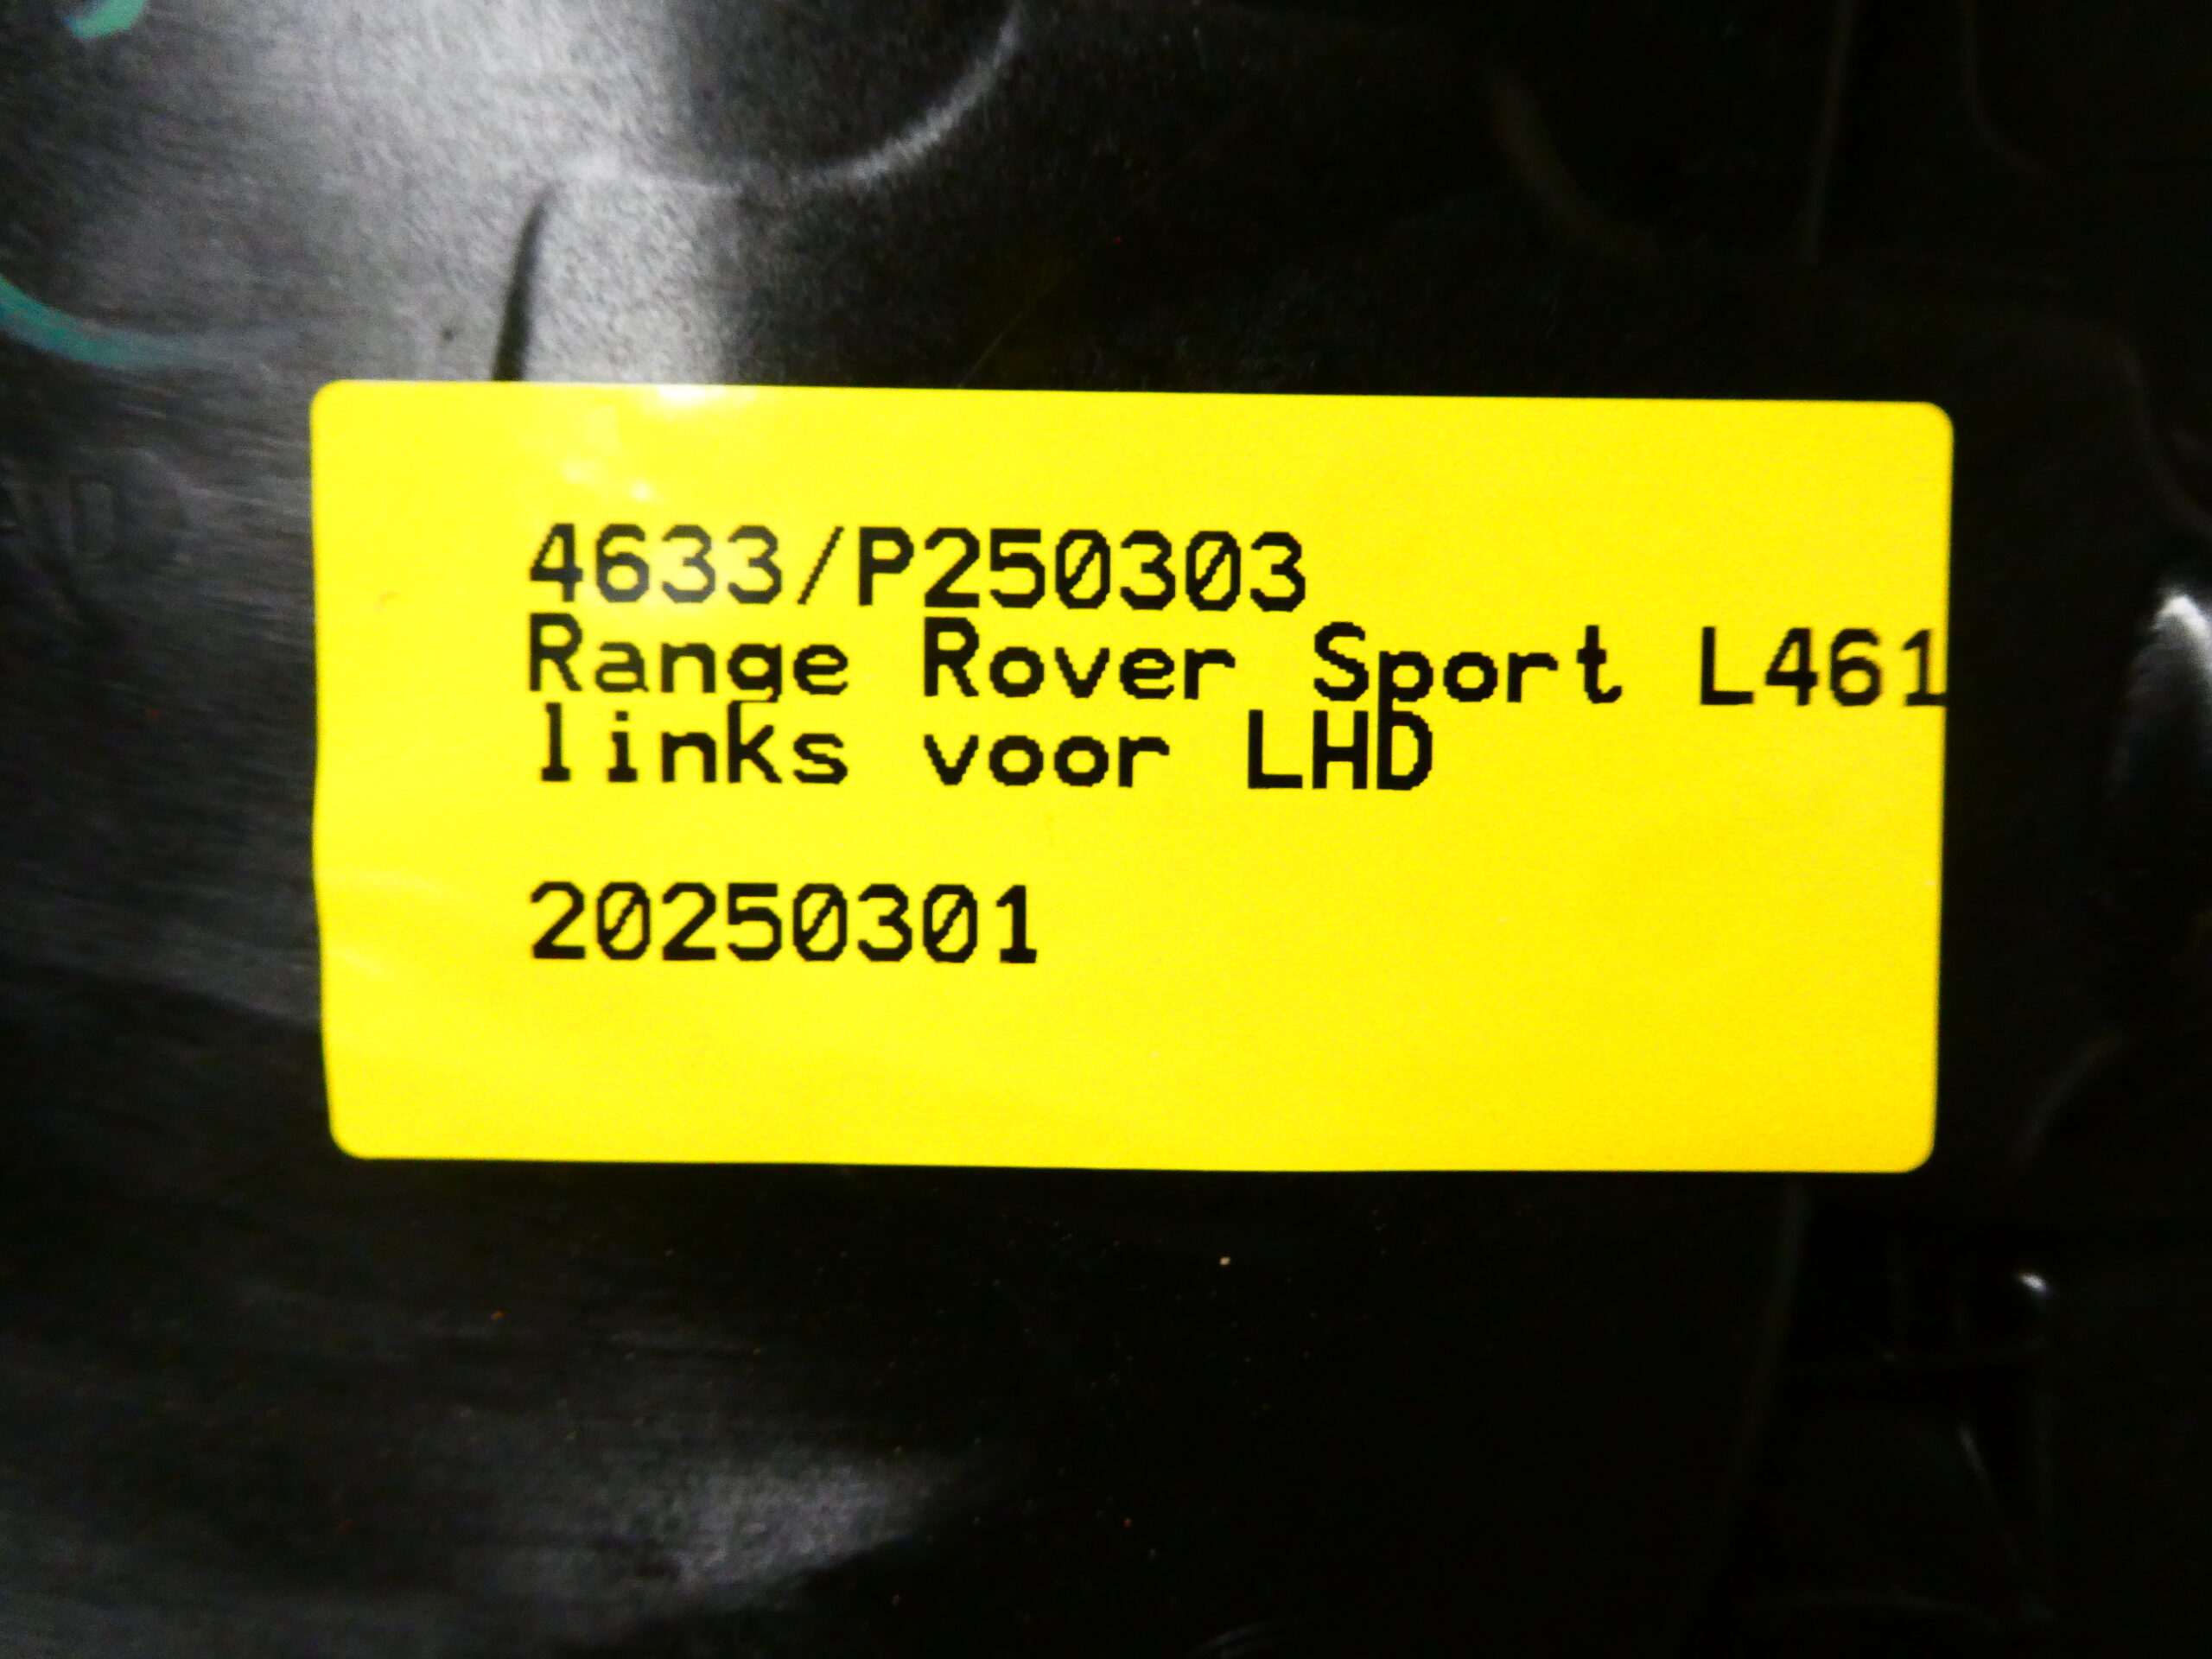 4633/P250303
Range Rover Sport L461
links voor LHD
20250301